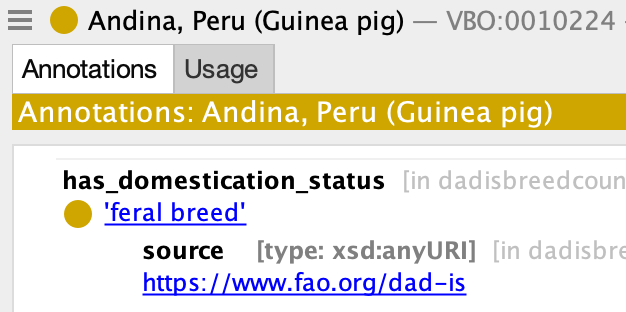 Andina, Peru (Guinea pig) — VBO:0010224
Annotations Usage
Annotations: Andina, Peru (Guinea pig)
has_domestication_status [in dadisbreedcoun
'feral breed'
source [type: xsd:anyURI] [in dadisbre
https://www.fao.org/dad-is